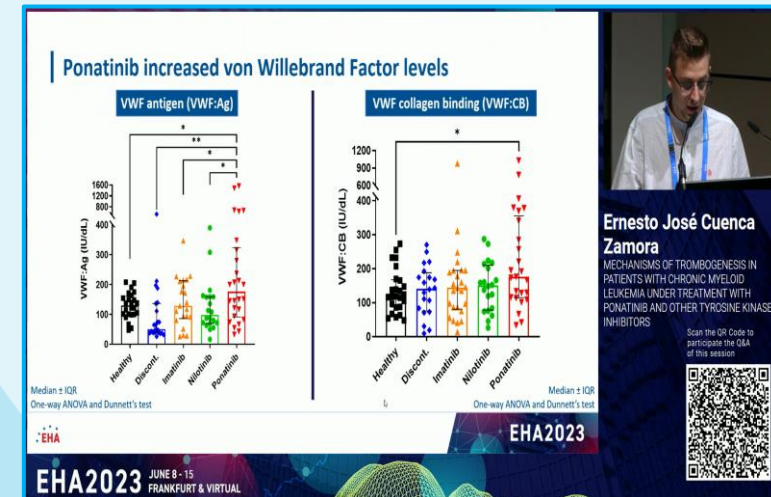 Ponatinib increased von Willebrand Factor levels
VWF antigen (VWF:Ag)
*
**
*
*
1600
1200
800
400
300
200
100
0
VWF:Ag (IU/dL)
Healthy
Discont.
Imatinib
Nilotinib
Ponatinib
VWF collagen binding (VWF:CB)
*
1200
900
600
400
300
200
100
0
VWF:CB (IU/dL)
Healthy
Discont.
Imatinib
Nilotinib
Ponatinib
Median ± IQR
One-way ANOVA and Dunnett's test
Median ± IQR
One-way ANOVA and Dunnett's test
EHA
EHA2023
Ernesto José Cuenca
Zamora
MECHANISMS OF TROMBOGENESIS IN
PATIENTS WITH CHRONIC MYELOID
LEUKEMIA UNDER TREATMENT WITH
PONATINIB AND OTHER TYROSINE KINASE
INHIBITORS
Scan the QR Code to
participate the Q&A
of this session
EHA2023 JUNE 8 - 15
FRANKFURT & VIRTUAL